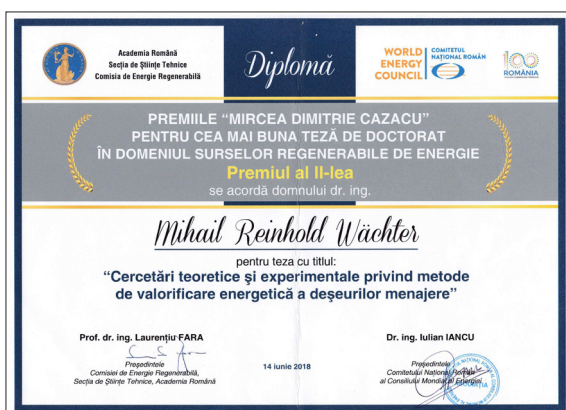 Academia Română
Secția de Științe Tehnice
Comisia de Energie Regenerabilă
Diplomă
WORLD
ENERGY
COUNCIL
COMITETUL
NAȚIONAL ROMÂN
100
ROMÂNIA
PREMIILE “MIRCEA DIMITRIE CAZACU”
PENTRU CEA MAI BUNA TEZĂ DE DOCTORAT
ÎN DOMENIUL SURSELOR REGENERABILE DE ENERGIE
Premiul al II-lea
se acordă domnului dr. ing.
Mihail Reinhold Wächter
pentru teza cu titlul:
“Cercetări teoretice și experimentale privind metode
de valorificare energetică a deșeurilor menajere”
Prof. dr. ing. Laurențiu FARA
Președintele
Comisiei de Energie Regenerabilă,
Secția de Științe Tehnice, Academia Română
14 iunie 2018
Dr. ing. Iulian IANCU
Președintele
Comitetului Național Român
al Consiliului Mondial al Energiei